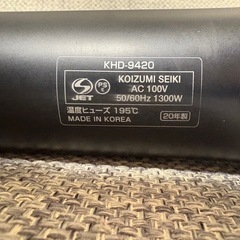 KHD-9420
S
JET
PS
E
KOIZUMI SEIKI
AC 100V
50/60Hz 1300W
温度ヒューズ 195℃
MADE IN KOREA
20年製